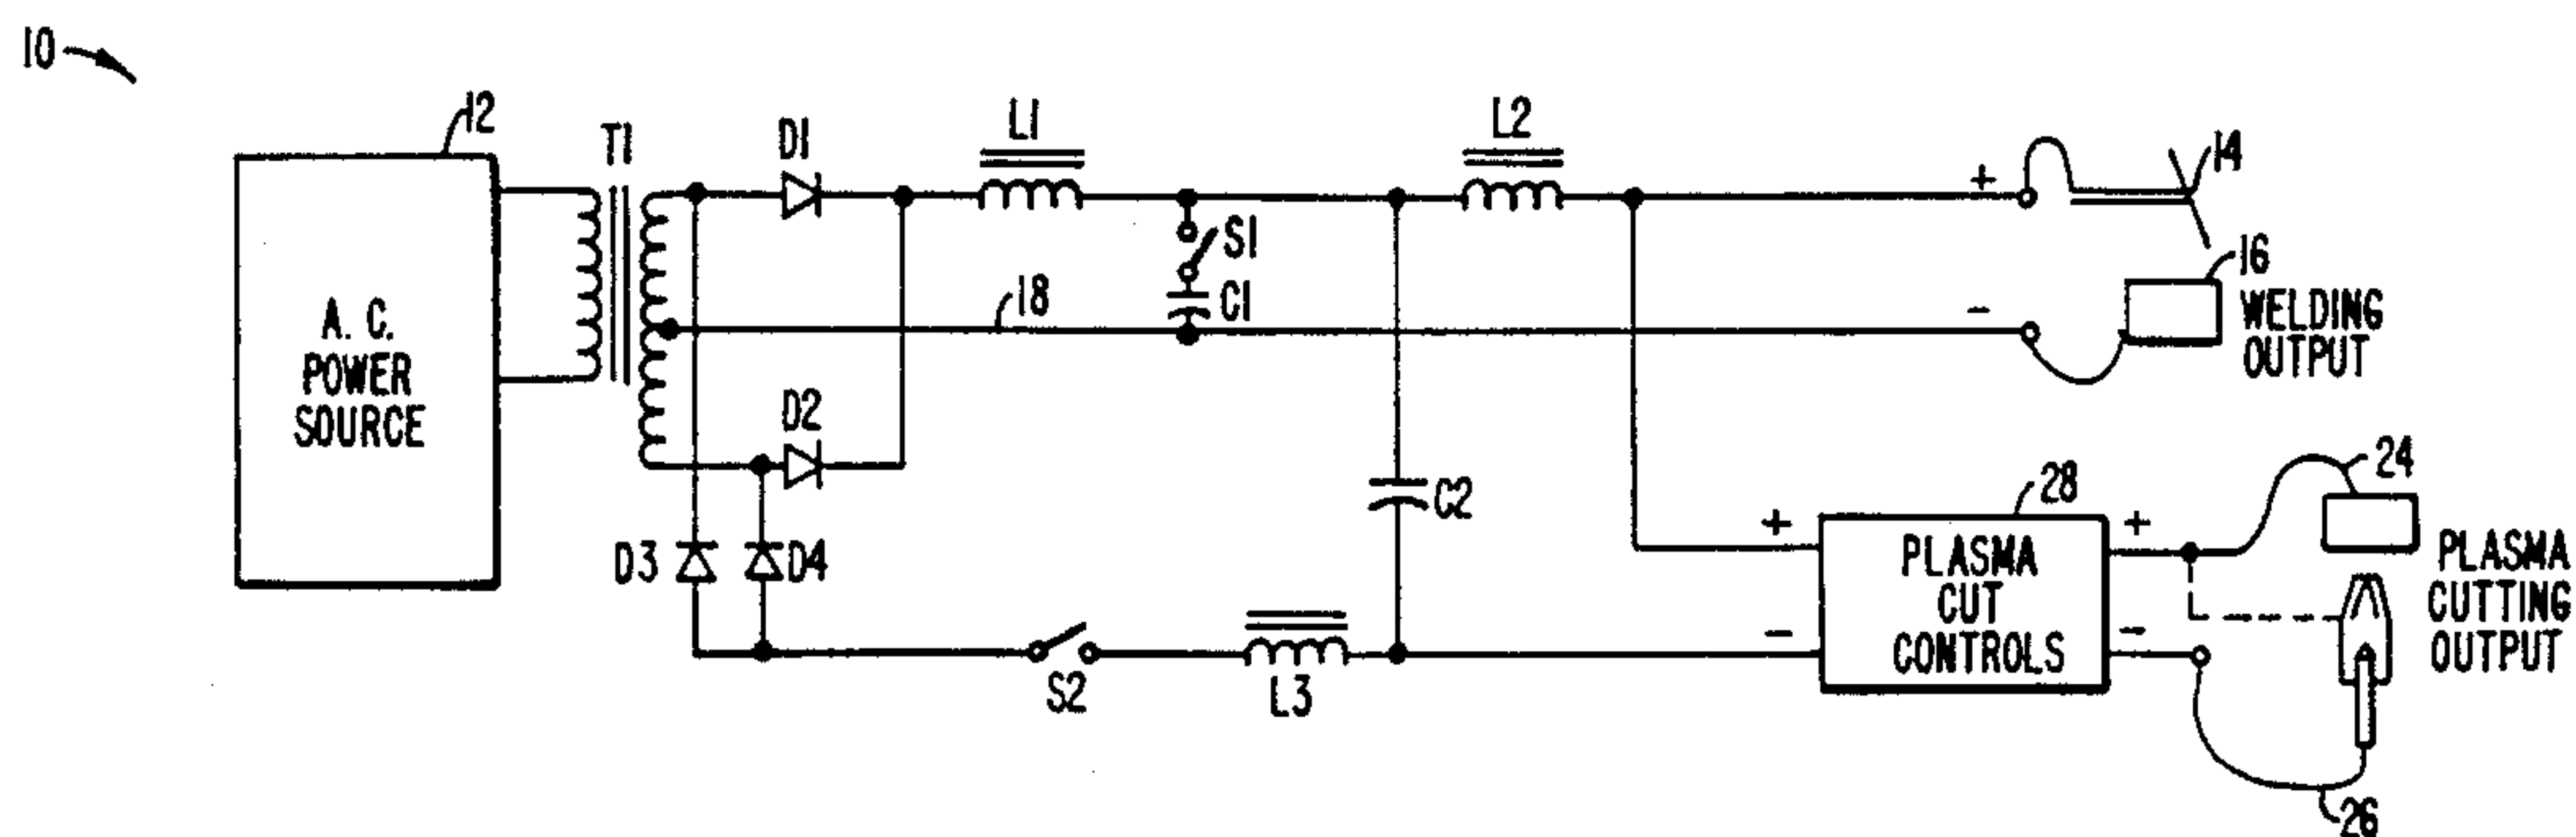 10
12
T1
D1
L1
L2
+
14
S1
C1
18
-
16
WELDING
OUTPUT
A. C.
POWER
SOURCE
D2
C2
D3
D4
S2
L3
+
-
28
PLASMA
CUT
CONTROLS
+
-
24
PLASMA
CUTTING
OUTPUT
26